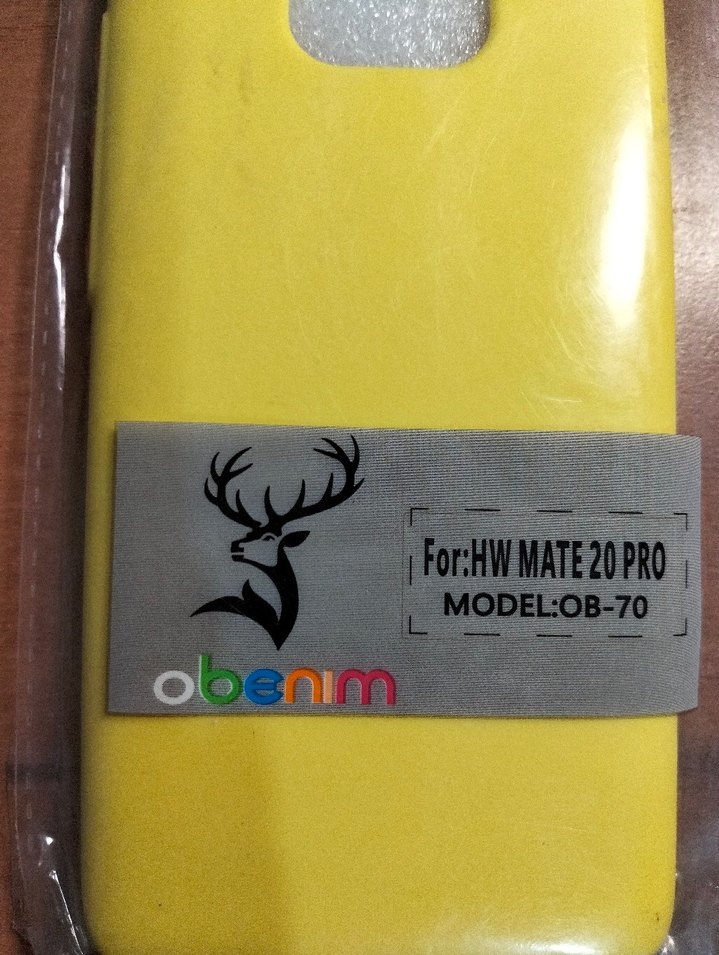 For:HW MATE 20 PRO
MODEL:OB-70
obenim